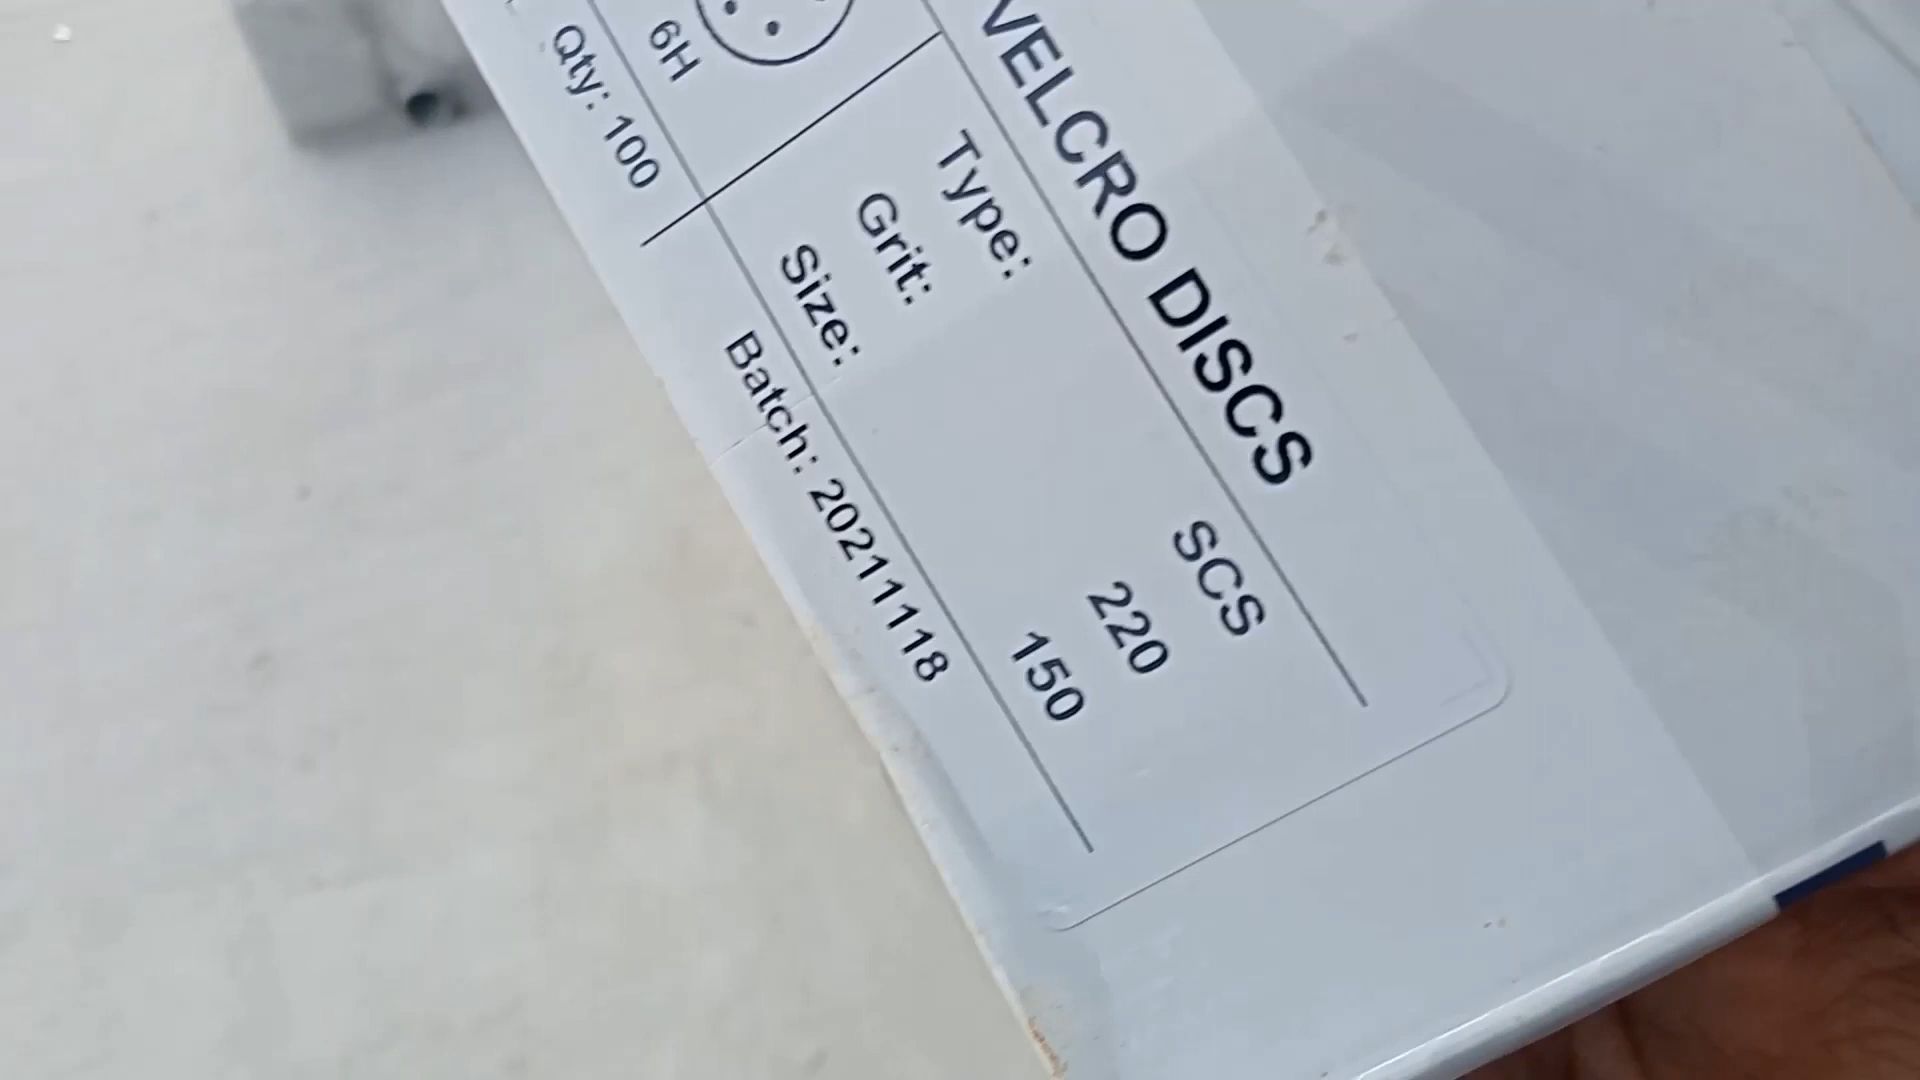 VELCRO DISCS
Type: SCS
Grit: 220
Size: 150
6H
Qty: 100
Batch: 20211118